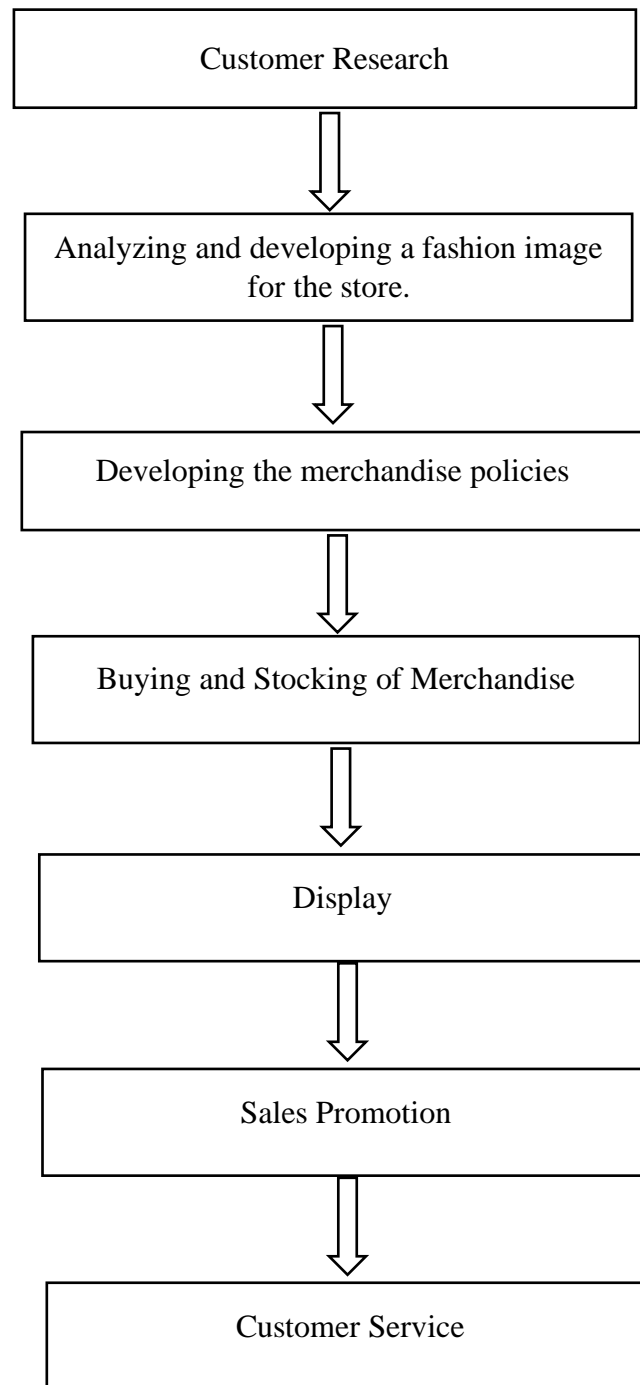 Customer Research
Analyzing and developing a fashion image
for the store.
Developing the merchandise policies
Buying and Stocking of Merchandise
Display
Sales Promotion
Customer Service